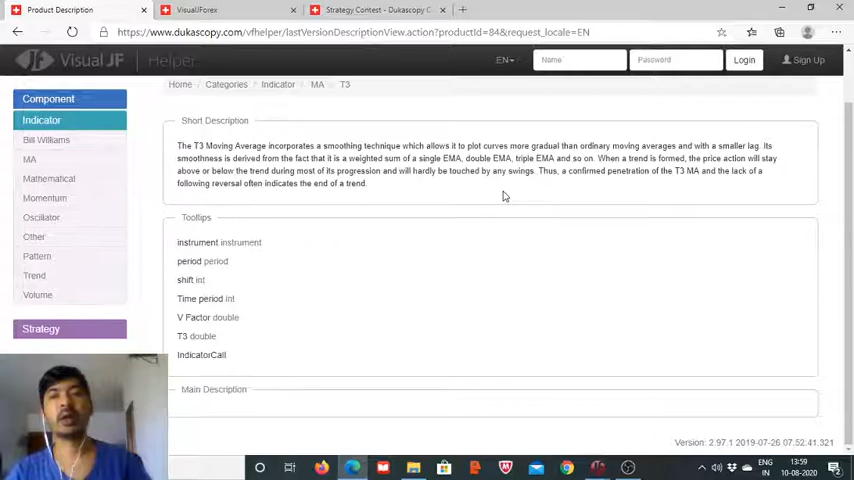 Product Description
VisualJForex
Strategy Contest - Dukascopy C
https://www.dukascopy.com/vfhelper/lastVersionDescriptionView.action?productId=84&request_locale=EN
Visual JF Helper
EN
Name
Password
Login
Sign Up
Component
Indicator
Bill Williams
MA
Mathematical
Momentum
Oscillator
Other
Pattern
Trend
Volume
Strategy
Home Categories Indicator MA T3
Short Description
The T3 Moving Average incorporates a smoothing technique which allows it to plot curves more gradual than ordinary moving averages and with a smaller lag. Its
smoothness is derived from the fact that it is a weighted sum of a single EMA, double EMA, triple EMA and so on. When a trend is formed, the price action will stay
above or below the trend during most of its progression and will hardly be touched by any swings. Thus, a confirmed penetration of the T3 MA and the lack of a
following reversal often indicates the end of a trend.
Tooltips
instrument instrument
period period
shift int
Time period int
V Factor double
T3 double
IndicatorCall
Main Description
Version: 2.97.1 2019-07-26 07.52.41.321
ENG
IN
13:59
10-08-2020
2